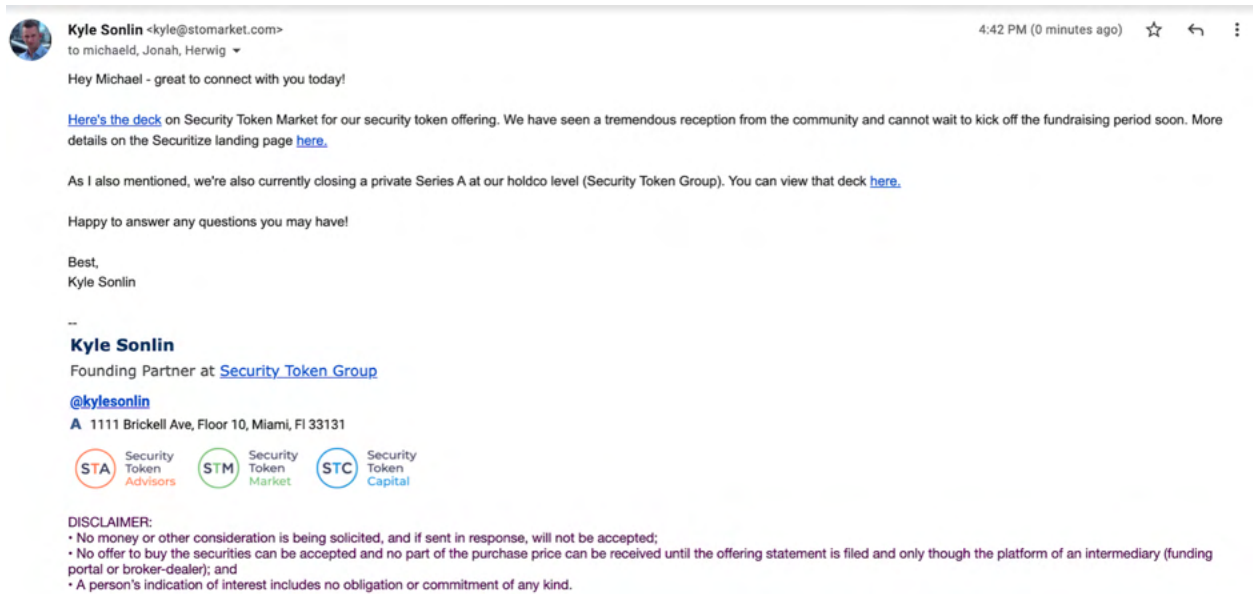 Kyle Sonlin <kyle@stomarket.com>
4:42 PM (0 minutes ago)
to michaeld, Jonah, Herwig
Hey Michael - great to connect with you today!
Here's the deck on Security Token Market for our security token offering. We have seen a tremendous reception from the community and cannot wait to kick off the fundraising period soon. More
details on the Securitize landing page here.
As I also mentioned, we're also currently closing a private Series A at our holdco level (Security Token Group). You can view that deck here.
Happy to answer any questions you may have!
Best,
Kyle Sonlin
--
Kyle Sonlin
Founding Partner at Security Token Group
@kylesonlin
A 1111 Brickell Ave, Floor 10, Miami, Fl 33131
STA Security Token Advisors
STM Security Token Market
STC Security Token Capital
DISCLAIMER:
• No money or other consideration is being solicited, and if sent in response, will not be accepted;
• No offer to buy the securities can be accepted and no part of the purchase price can be received until the offering statement is filed and only though the platform of an intermediary (funding
portal or broker-dealer); and
• A person's indication of interest includes no obligation or commitment of any kind.